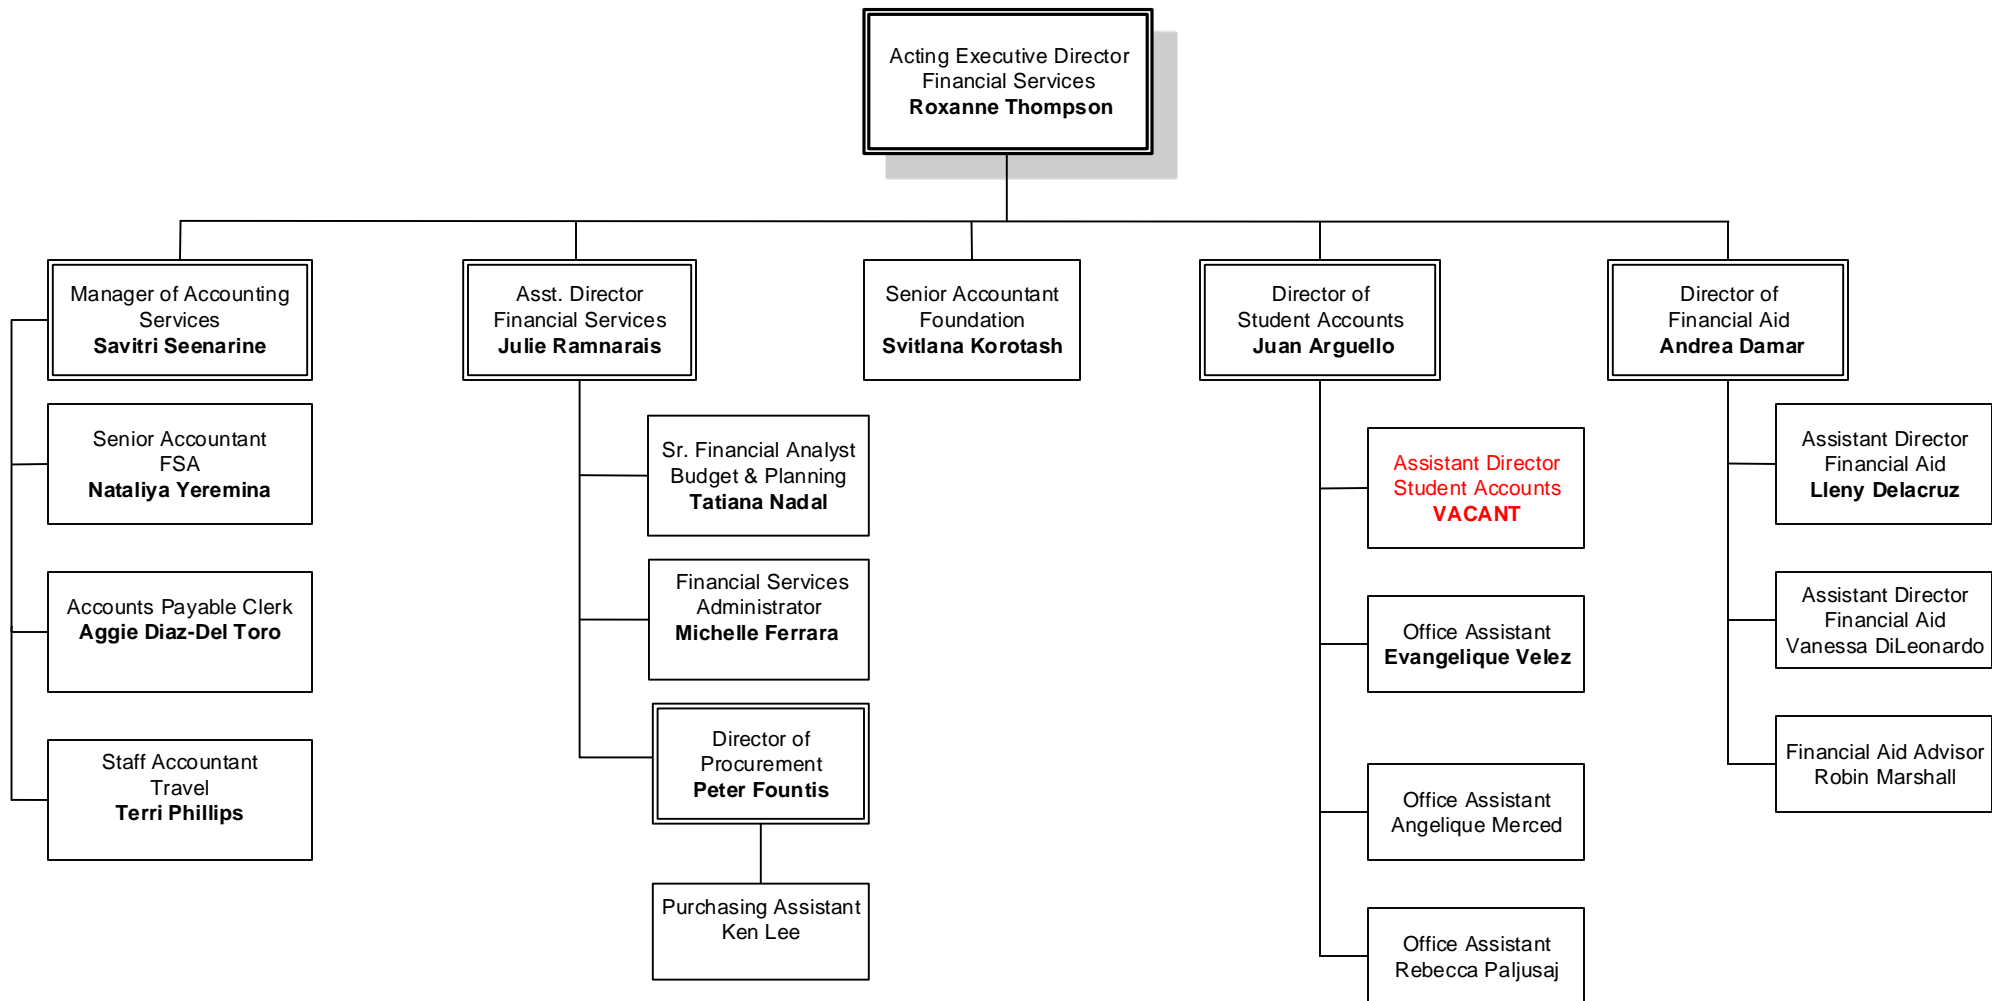 Acting Executive Director
Financial Services
Roxanne Thompson
Manager of Accounting
Services
Savitri Seenarine
Asst. Director
Financial Services
Julie Ramnarais
Senior Accountant
Foundation
Svitlana Korotash
Director of
Student Accounts
Juan Arguello
Director of
Financial Aid
Andrea Damar
Senior Accountant
FSA
Nataliya Yeremina
Accounts Payable Clerk
Aggie Diaz-Del Toro
Staff Accountant
Travel
Terri Phillips
Sr. Financial Analyst
Budget & Planning
Tatiana Nadal
Financial Services
Administrator
Michelle Ferrara
Director of
Procurement
Peter Fountis
Purchasing Assistant
Ken Lee
Assistant Director
Student Accounts
VACANT
Office Assistant
Evangelique Velez
Office Assistant
Angelique Merced
Office Assistant
Rebecca Paljusaj
Assistant Director
Financial Aid
Lleny Delacruz
Assistant Director
Financial Aid
Vanessa DiLeonardo
Financial Aid Advisor
Robin Marshall